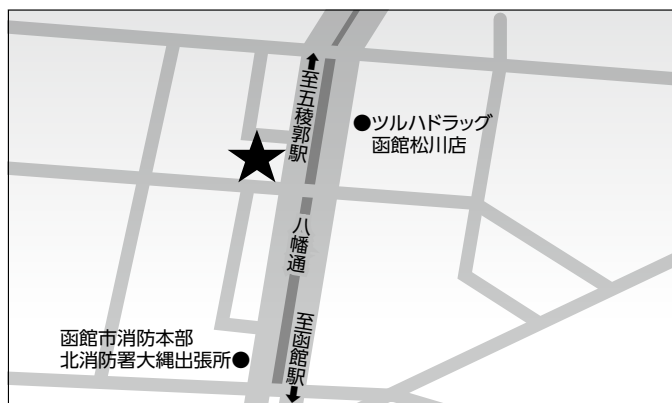 至五稜郭駅
●ツルハドラッグ
函館松川店
八幡通
函館市消防本部
北消防署大縄出張所●
至函館駅